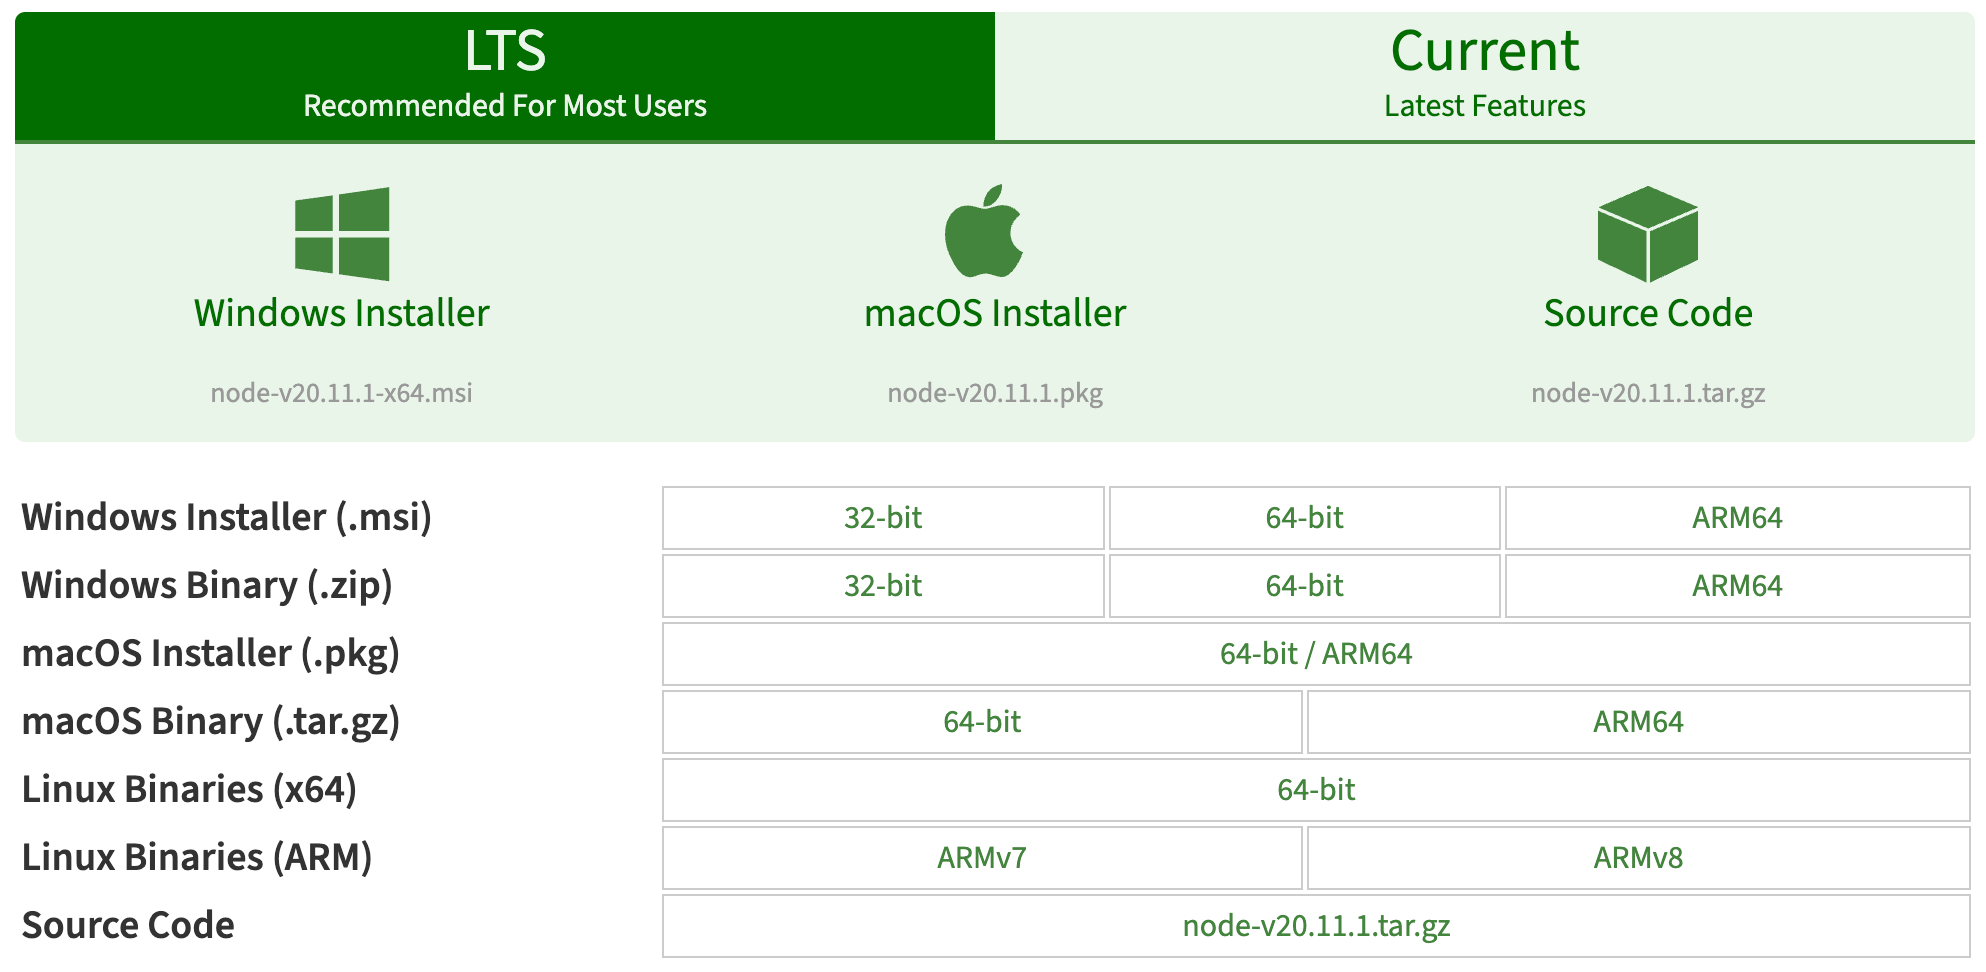 LTS
Recommended For Most Users
Current
Latest Features
Windows Installer
macOS Installer
Source Code
node-v20.11.1-x64.msi
node-v20.11.1.pkg
node-v20.11.1.tar.gz
Windows Installer (.msi) 32-bit 64-bit ARM64
Windows Binary (.zip) 32-bit 64-bit ARM64
macOS Installer (.pkg) 64-bit / ARM64
macOS Binary (.tar.gz) 64-bit ARM64
Linux Binaries (x64) 64-bit
Linux Binaries (ARM) ARMv7 ARMv8
Source Code node-v20.11.1.tar.gz